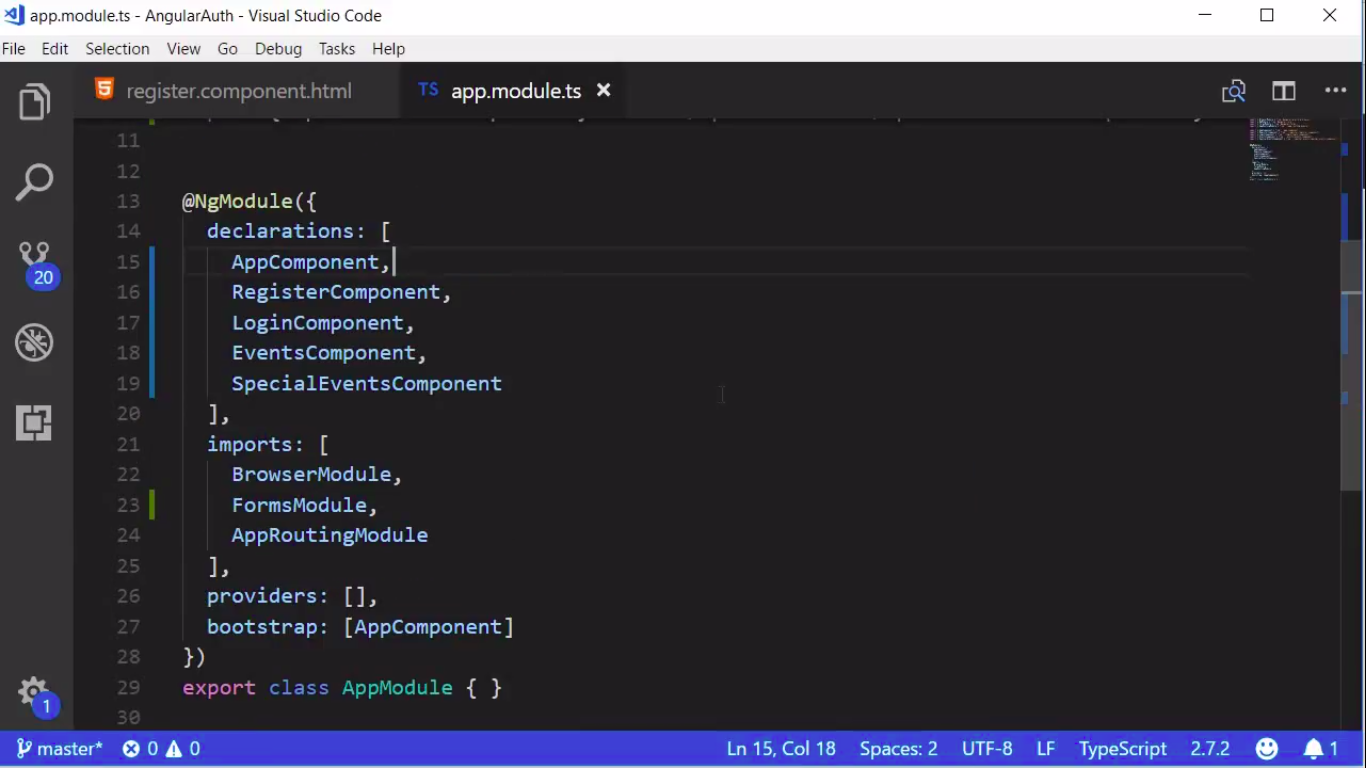 app.module.ts - AngularAuth - Visual Studio Code
File Edit Selection View Go Debug Tasks Help
register.component.html TS app.module.ts
11
12
13 @NgModule({
14 declarations: [
15 AppComponent,
16 RegisterComponent,
17 LoginComponent,
18 EventsComponent,
19 SpecialEventsComponent
20 ],
21 imports: [
22 BrowserModule,
23 FormsModule,
24 AppRoutingModule
25 ],
26 providers: [],
27 bootstrap: [AppComponent]
28 })
29 export class AppModule { }
30
20
1
master* 0 0 Ln 15, Col 18 Spaces: 2 UTF-8 LF TypeScript 2.7.2 1